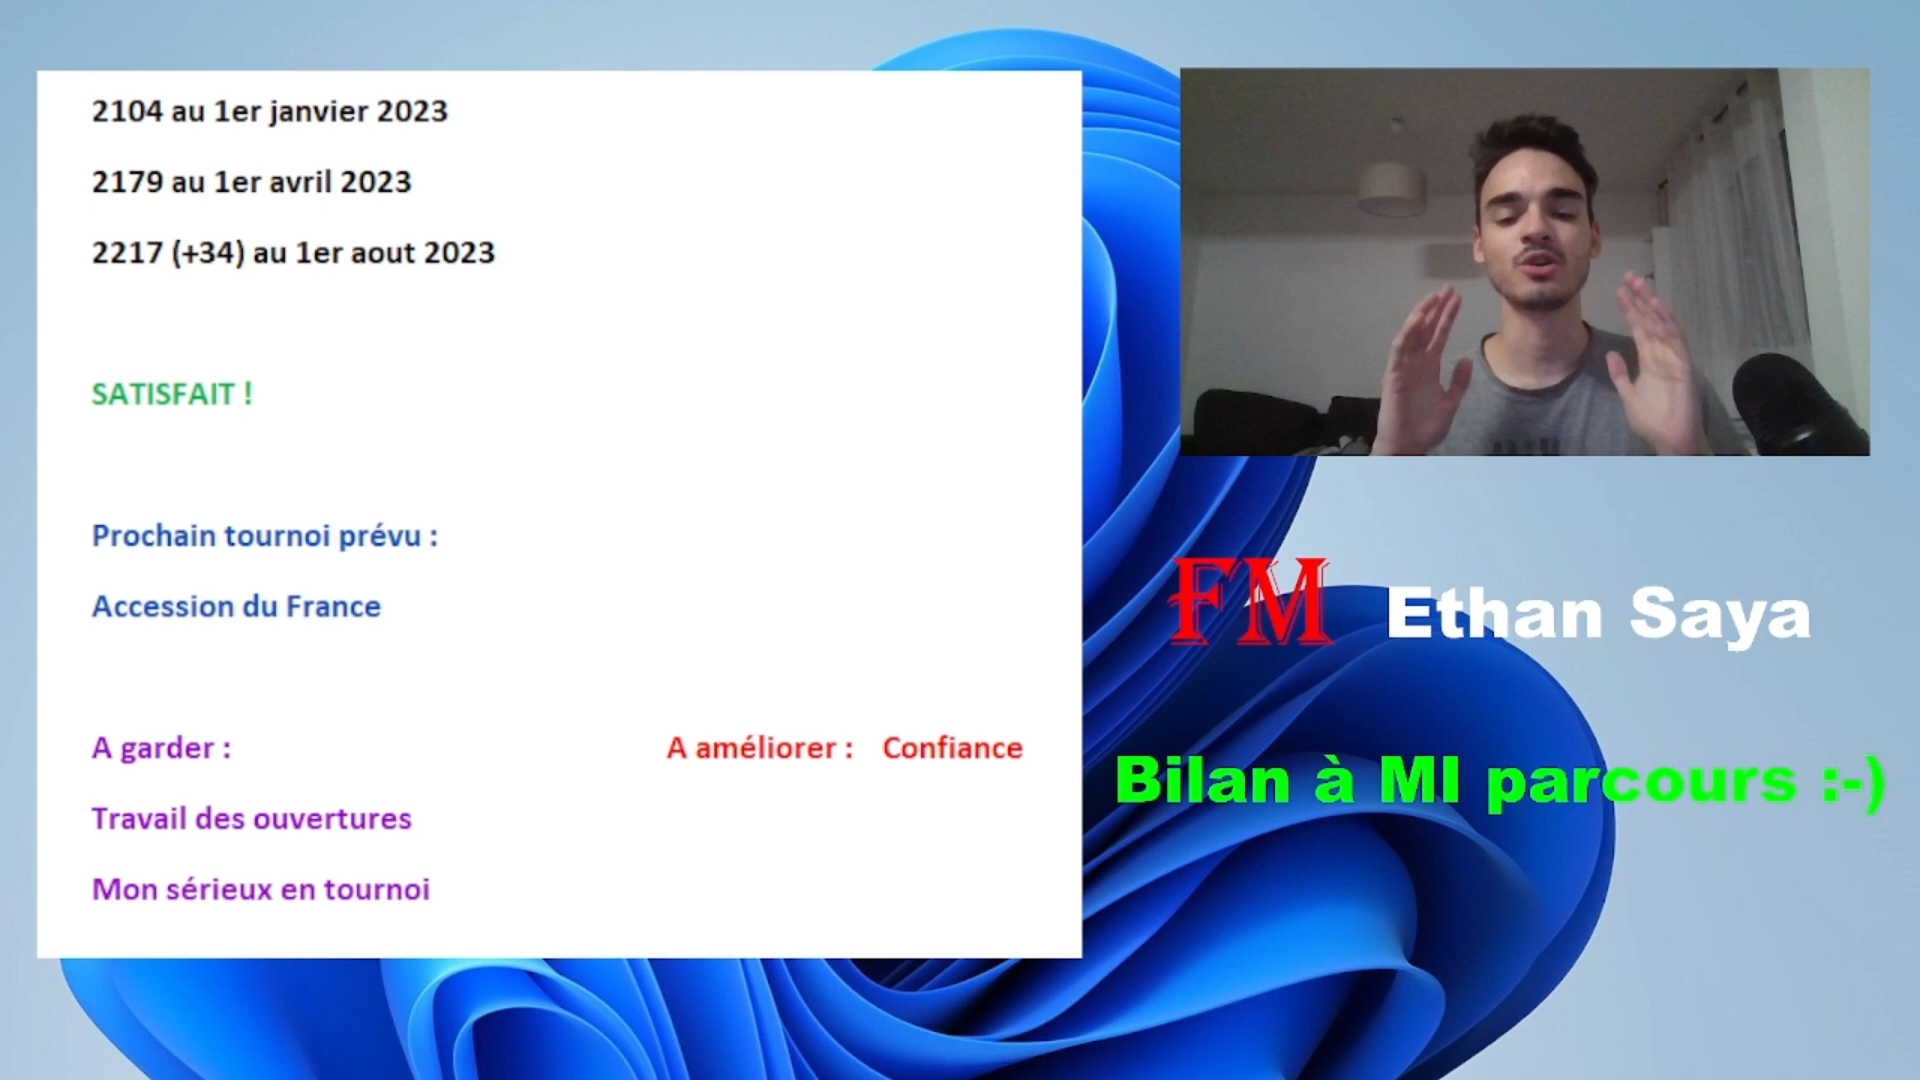 2104 au 1er janvier 2023
2179 au 1er avril 2023
2217 (+34) au 1er aout 2023
SATISFAIT !
Prochain tournoi prévu :
Accession du France
A garder :
A améliorer : Confiance
Travail des ouvertures
Mon sérieux en tournoi
FM Ethan Saya
Bilan à MI parcours :-)